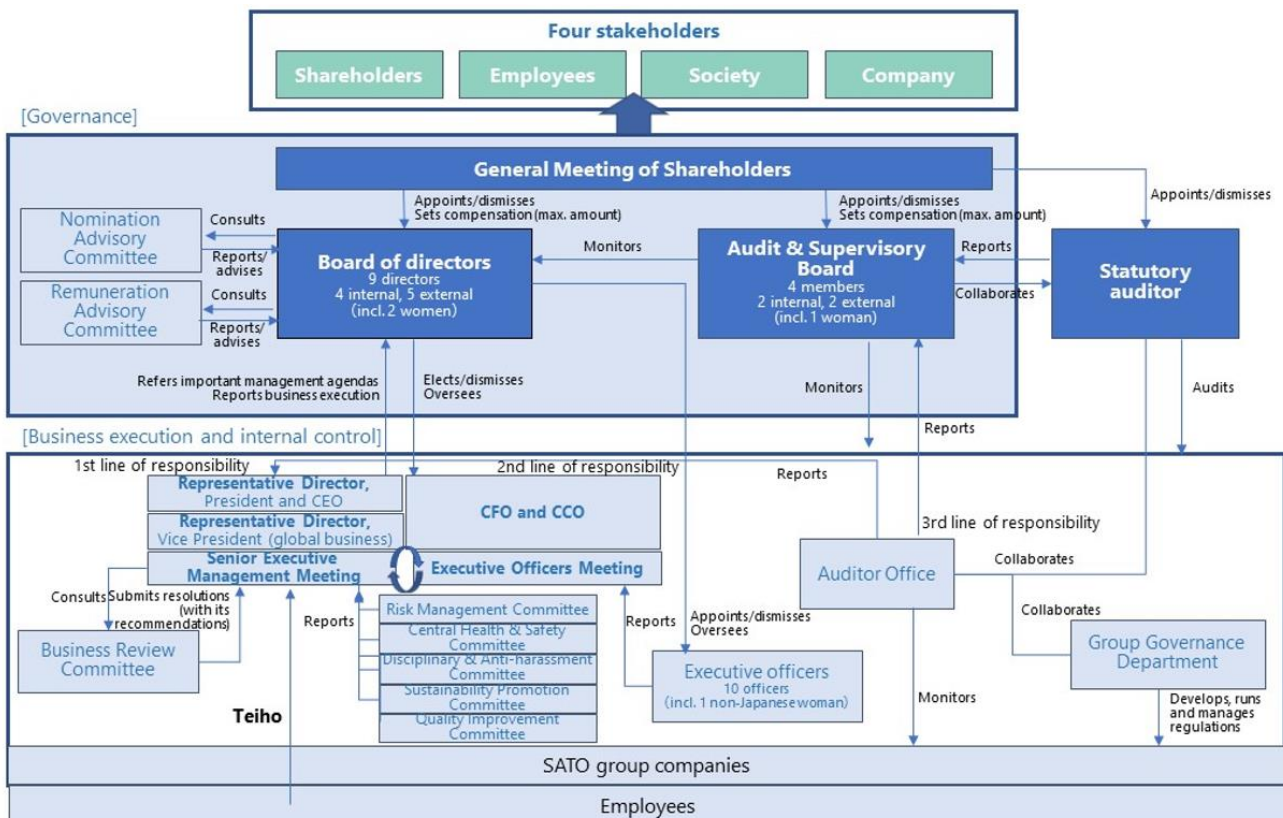 Four stakeholders
Shareholders
Employees
Society
Company
[Governance]
General Meeting of Shareholders
Appoints/dismisses
Sets compensation (max. amount)
Appoints/dismisses
Sets compensation (max. amount)
Appoints/dismisses
Nomination
Advisory
Committee
Consults
Reports/
advises
Remuneration
Advisory
Committee
Consults
Reports/
advises
Board of directors
9 directors
4 internal, 5 external
(incl. 2 women)
Monitors
Audit & Supervisory
Board
4 members
2 internal, 2 external
(incl. 1 woman)
Reports
Collaborates
Statutory
auditor
Refers important management agendas
Reports business execution
Elects/dismisses
Oversees
Monitors
Audits
Reports
[Business execution and internal control]
1st line of responsibility
2nd line of responsibility
Reports
3rd line of responsibility
Representative Director,
President and CEO
Representative Director,
Vice President (global business)
CFO and CCO
Senior Executive
Management Meeting
Executive Officers Meeting
Auditor Office
Collaborates
Collaborates
Consults
Submits resolutions
(with its
recommendations)
Business Review
Committee
Reports
Risk Management Committee
Central Health & Safety
Committee
Disciplinary & Anti-harassment
Committee
Sustainability Promotion
Committee
Quality Improvement
Committee
Reports
Appoints/dismisses
Oversees
Executive officers
10 officers
(incl. 1 non-Japanese woman)
Monitors
Group Governance
Department
Develops, runs
and manages
regulations
Teiho
SATO group companies
Employees